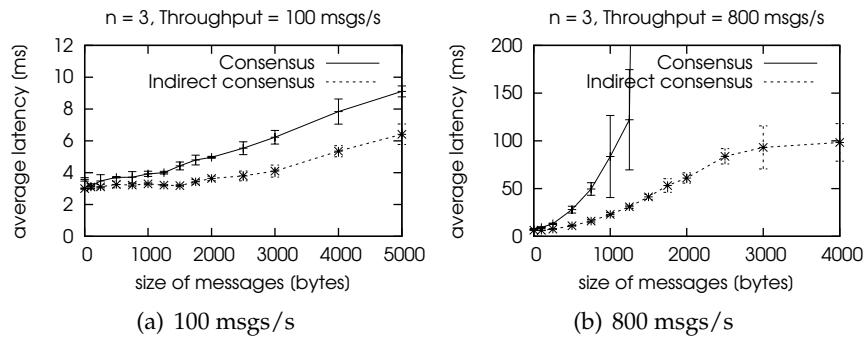 n = 3, Throughput = 100 msgs/s
12
10
8
6
4
2
0
average latency (ms)
Consensus
Indirect consensus
0 1000 2000 3000 4000 5000
size of messages (bytes)
(a) 100 msgs/s
n = 3, Throughput = 800 msgs/s
200
150
100
50
0
average latency (ms)
Consensus
Indirect consensus
0 500 1000 1500 2000 2500 3000 3500 4000
size of messages (bytes)
(b) 800 msgs/s